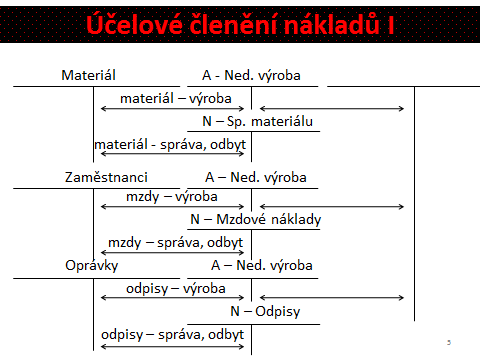 Účelové členění nákladů I
Materiál A - Ned. výroba
materiál – výroba
N – Sp. materiálu
materiál - správa, odbyt
Zaměstnanci A – Ned. výroba
mzdy – výroba
N – Mzdové náklady
mzdy – správa, odbyt
Oprávky A – Ned. výroba
odpisy – výroba
N – Odpisy
odpisy – správa, odbyt
5